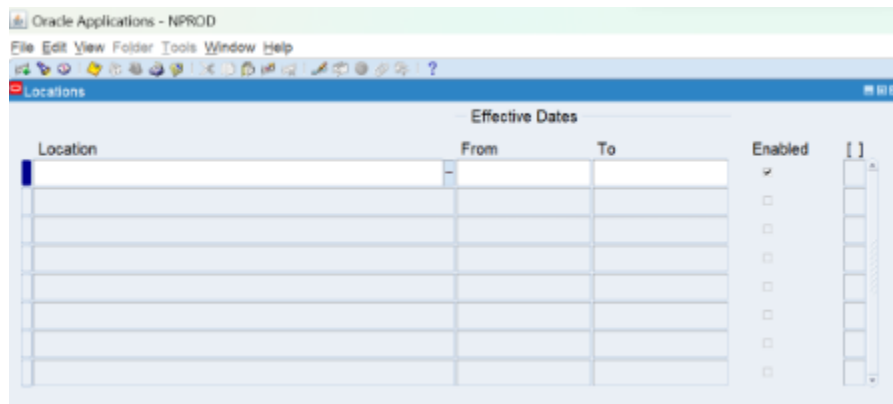 Oracle Applications - NPROD
File Edit View Folder Tools Window Help
?
Locations
Effective Dates
Location From To Enabled [ ]